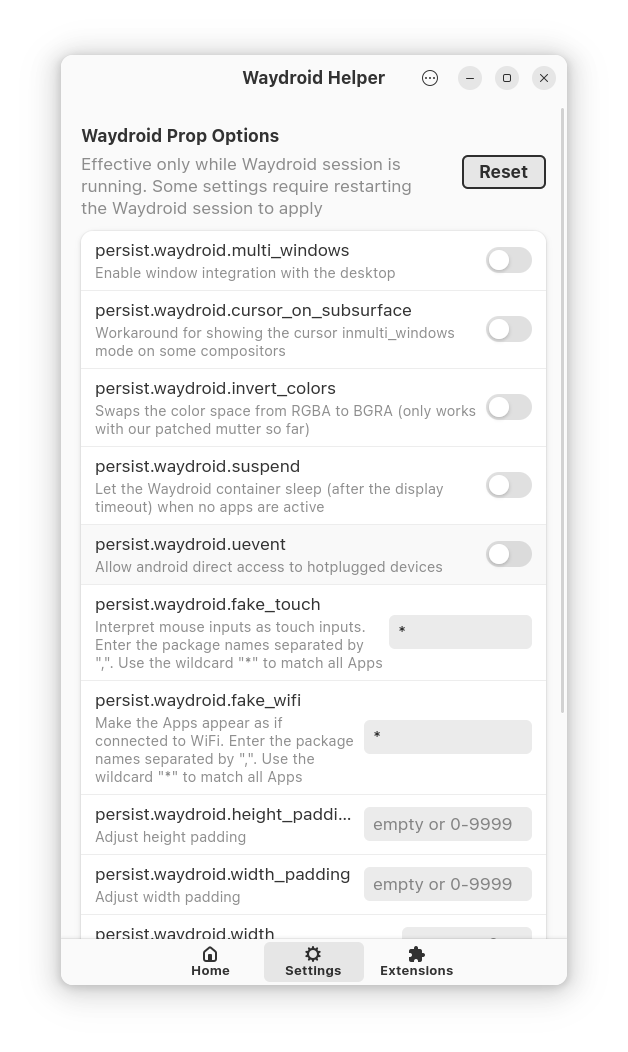 Waydroid Helper
Waydroid Prop Options
Effective only while Waydroid session is
running. Some settings require restarting
the Waydroid session to apply
Reset
persist.waydroid.multi_windows
Enable window integration with the desktop
persist.waydroid.cursor_on_subsurface
Workaround for showing the cursor inmulti_windows
mode on some compositors
persist.waydroid.invert_colors
Swaps the color space from RGBA to BGRA (only works
with our patched mutter so far)
persist.waydroid.suspend
Let the Waydroid container sleep (after the display
timeout) when no apps are active
persist.waydroid.uevent
Allow android direct access to hotplugged devices
persist.waydroid.fake_touch
Interpret mouse inputs as touch inputs.
Enter the package names separated by
",". Use the wildcard "*" to match all Apps
*
persist.waydroid.fake_wifi
Make the Apps appear as if
connected to WiFi. Enter the package
names separated by ",". Use the
wildcard "*" to match all Apps
*
persist.waydroid.height_paddi...
Adjust height padding
empty or 0-9999
persist.waydroid.width_padding
Adjust width padding
empty or 0-9999
persist.waydroid.width
Home
Settings
Extensions